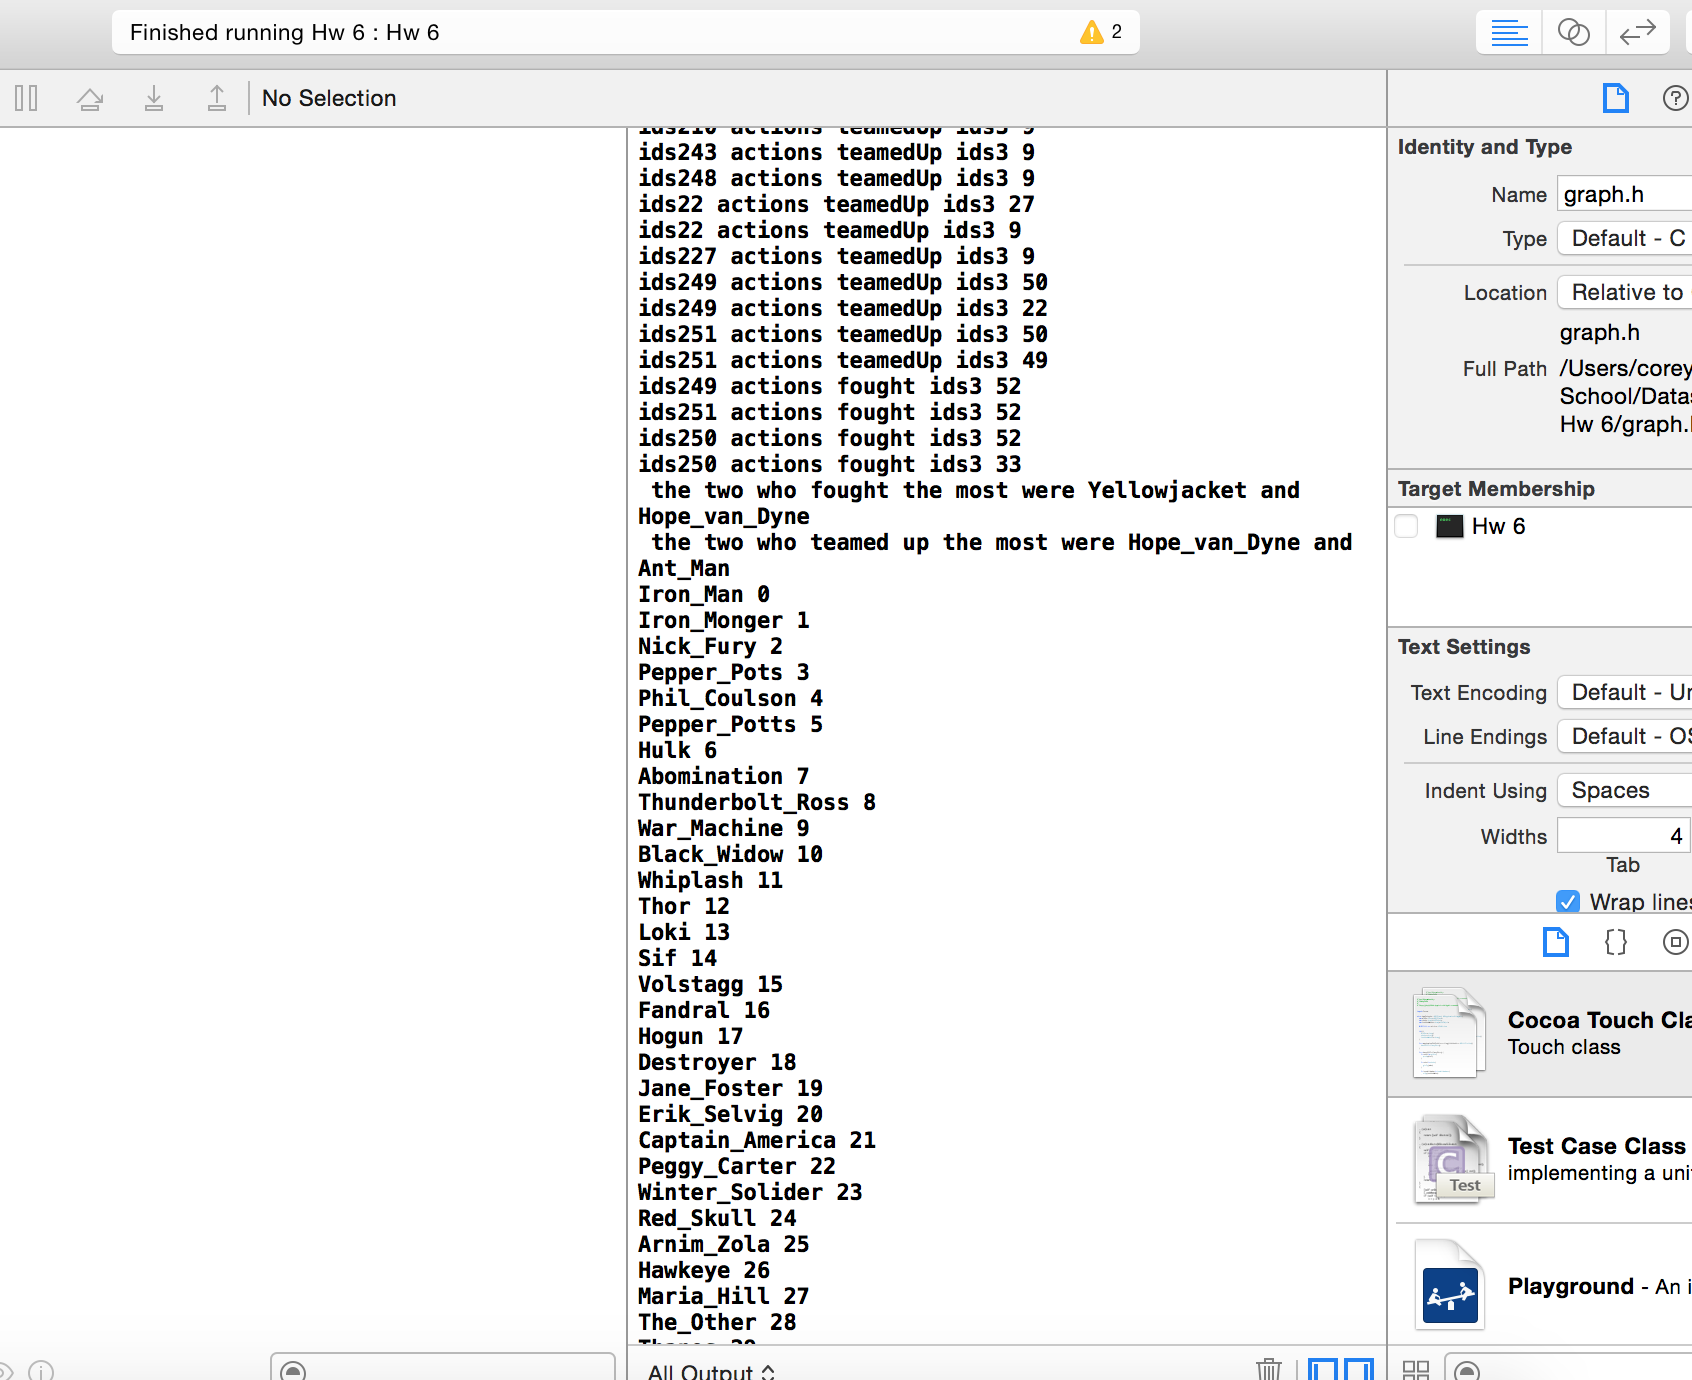 Finished running Hw 6 : Hw 6
2
No Selection
ids210 actions teamedUp ids3 9
ids243 actions teamedUp ids3 9
ids248 actions teamedUp ids3 9
ids22 actions teamedUp ids3 27
ids22 actions teamedUp ids3 9
ids227 actions teamedUp ids3 9
ids249 actions teamedUp ids3 50
ids249 actions teamedUp ids3 22
ids251 actions teamedUp ids3 50
ids251 actions teamedUp ids3 49
ids249 actions fought ids3 52
ids251 actions fought ids3 52
ids250 actions fought ids3 52
ids250 actions fought ids3 33
the two who fought the most were Yellowjacket and
Hope_van_Dyne
the two who teamed up the most were Hope_van_Dyne and
Ant_Man
Iron_Man 0
Iron_Monger 1
Nick_Fury 2
Pepper_Pots 3
Phil_Coulson 4
Pepper_Potts 5
Hulk 6
Abomination 7
Thunderbolt_Ross 8
War_Machine 9
Black_Widow 10
Whiplash 11
Thor 12
Loki 13
Sif 14
Volstagg 15
Fandral 16
Hogun 17
Destroyer 18
Jane_Foster 19
Erik_Selvig 20
Captain_America 21
Peggy_Carter 22
Winter_Solider 23
Red_Skull 24
Arnim_Zola 25
Hawkeye 26
Maria_Hill 27
The_Other 28
All Output
Identity and Type
Name graph.h
Type Default - C
Location Relative to
graph.h
Full Path /Users/corey
School/Data
Hw 6/graph.
Target Membership
Hw 6
Text Settings
Text Encoding Default - Un
Line Endings Default - OS
Indent Using Spaces
Widths 4
Tab
Wrap lines
{}
Cocoa Touch Cla
Touch class
Test
Test Case Class
implementing a uni
Playground - An i